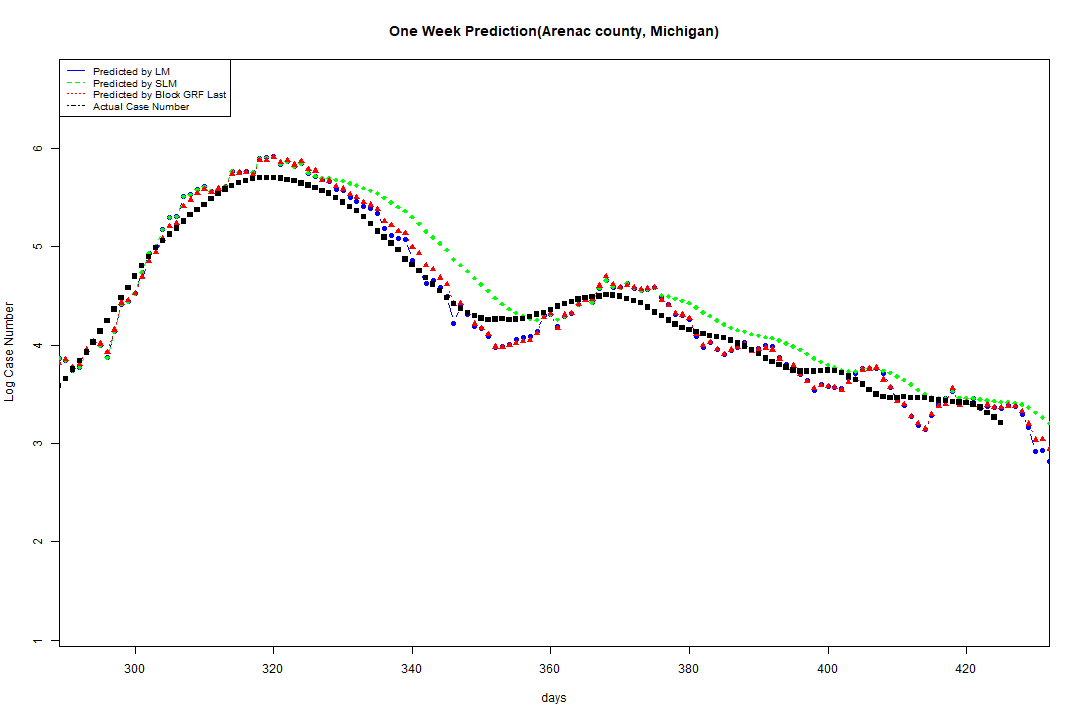 One Week Prediction(Arenac county, Michigan)
Predicted by LM
Predicted by SLM
Predicted by Block GRF Last
Actual Case Number
Log Case Number
6
5
4
3
2
1
300 320 340 360 380 400 420
days